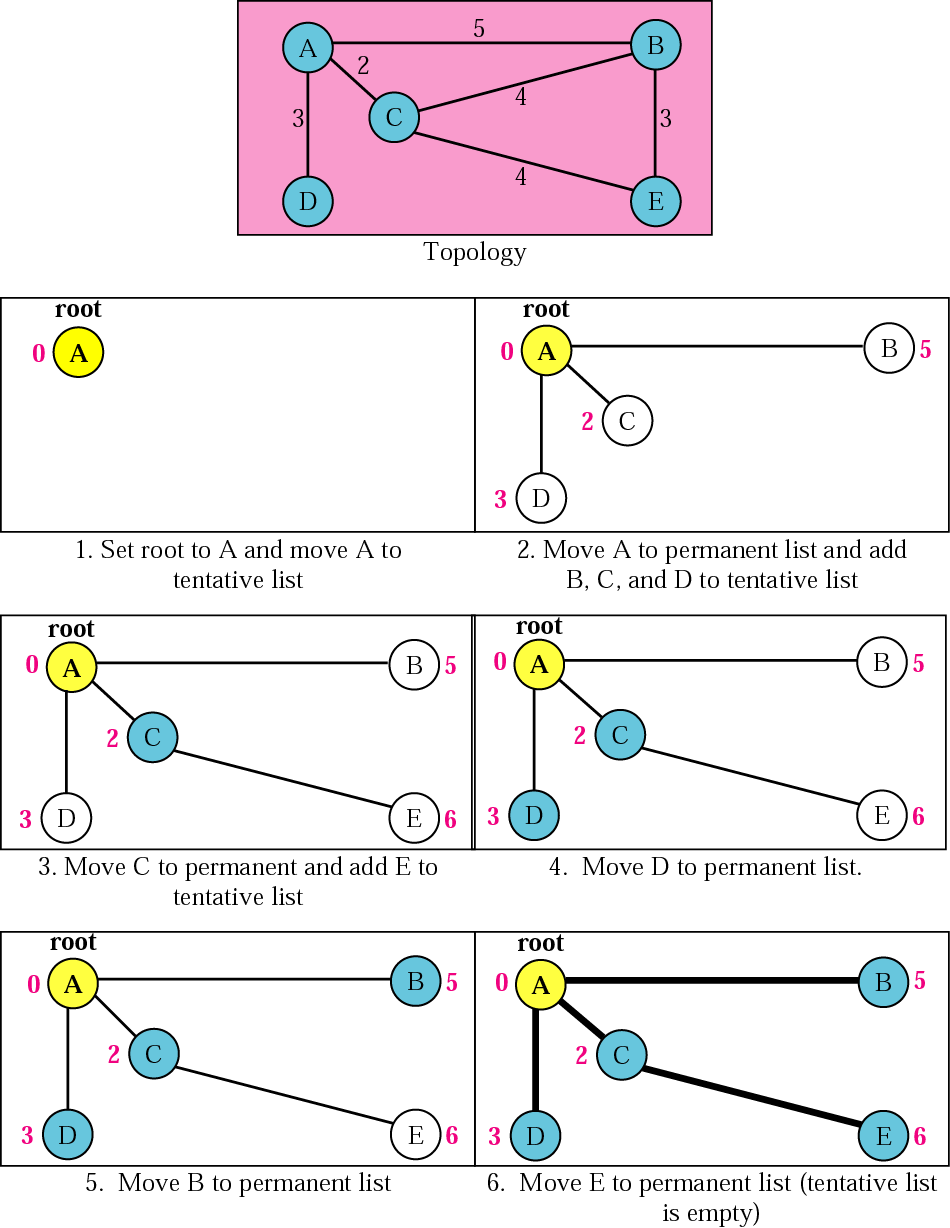 A 5 B
2
4
3 C 3
4
D E
Topology
root
0 A
1. Set root to A and move A to
tentative list
root
0 A B 5
2 C
3 D
2. Move A to permanent list and add
B, C, and D to tentative list
root
0 A B 5
2 C
3 D E 6
3. Move C to permanent and add E to
tentative list
root
0 A B 5
2 C
3 D E 6
4. Move D to permanent list.
root
0 A B 5
2 C
3 D E 6
5. Move B to permanent list
root
0 A B 5
2 C
3 D E 6
6. Move E to permanent list (tentative list
is empty)